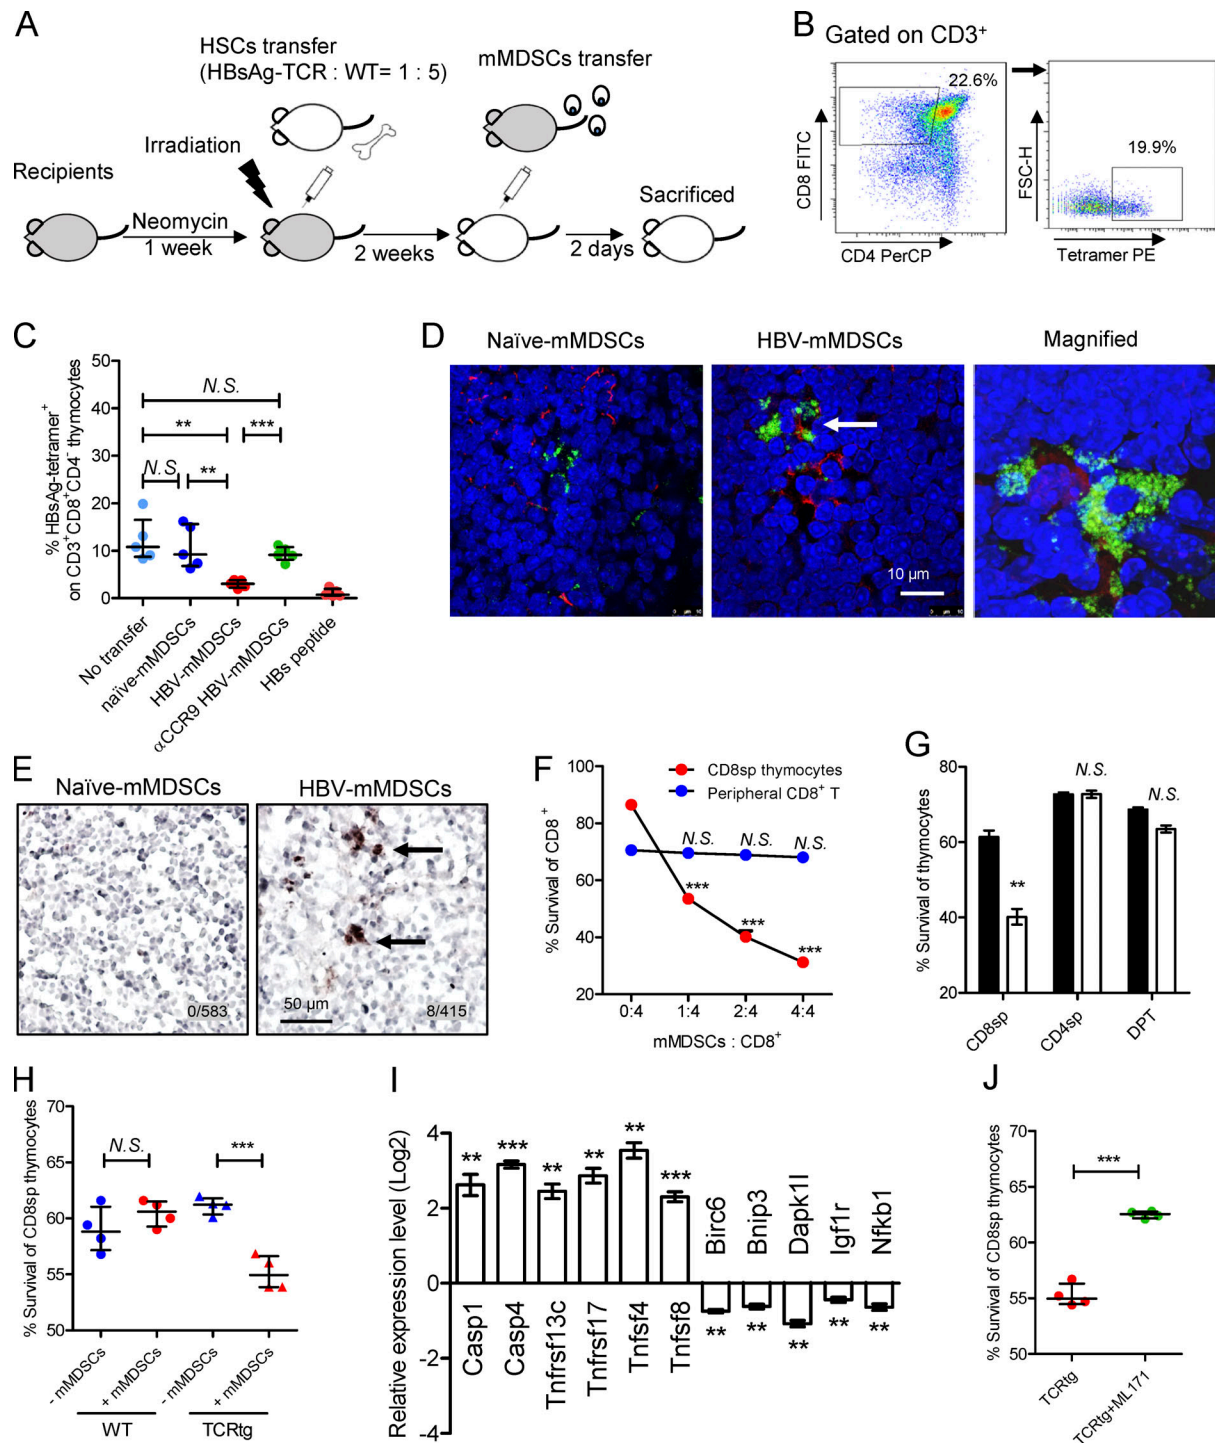 A
HSCs transfer
(HBsAg-TCR : WT= 1 : 5)
mMDSCs transfer
Irradiation
Recipients
Neomycin
1 week
2 weeks
2 days
Sacrificed
B
Gated on CD3⁺
22.6%
CD8 FITC
CD4 PerCP
19.9%
FSC-H
Tetramer PE
C
% HBsAg-tetramer⁺
on CD3⁺CD8⁺CD4⁻ thymocytes
50
40
30
20
10
0
N.S.
**
***
N.S.
**
No transfer
naïve-mMDSCs
HBV-mMDSCs
αCCR9 HBV-mMDSCs
HBs peptide
D
Naïve-mMDSCs
HBV-mMDSCs
Magnified
10 µm
E
Naïve-mMDSCs
HBV-mMDSCs
0/583
50 µm
8/415
F
CD8sp thymocytes
Peripheral CD8⁺ T
% Survival of CD8⁺
100
80
60
40
20
N.S.
N.S.
N.S.
***
***
***
0:4
1:4
2:4
4:4
mMDSCs : CD8⁺
G
% Survival of thymocytes
80
60
40
20
**
N.S.
N.S.
CD8sp
CD4sp
DPT
H
% Survival of CD8sp thymocytes
70
65
60
55
50
N.S.
***
- mMDSCs
+ mMDSCs
- mMDSCs
+ mMDSCs
WT
TCRtg
I
Relative expression level (Log2)
4
2
0
-2
-4
**
***
**
**
**
***
Casp1
Casp4
Tnfrsf13c
Tnfrsf17
Tnfsf4
Tnfsf8
Birc6
Bnip3
Dapk1l
Igf1r
Nfkb1
**
**
**
**
**
J
% Survival of CD8sp thymocytes
70
65
60
55
50
***
TCRtg
TCRtg+ML171